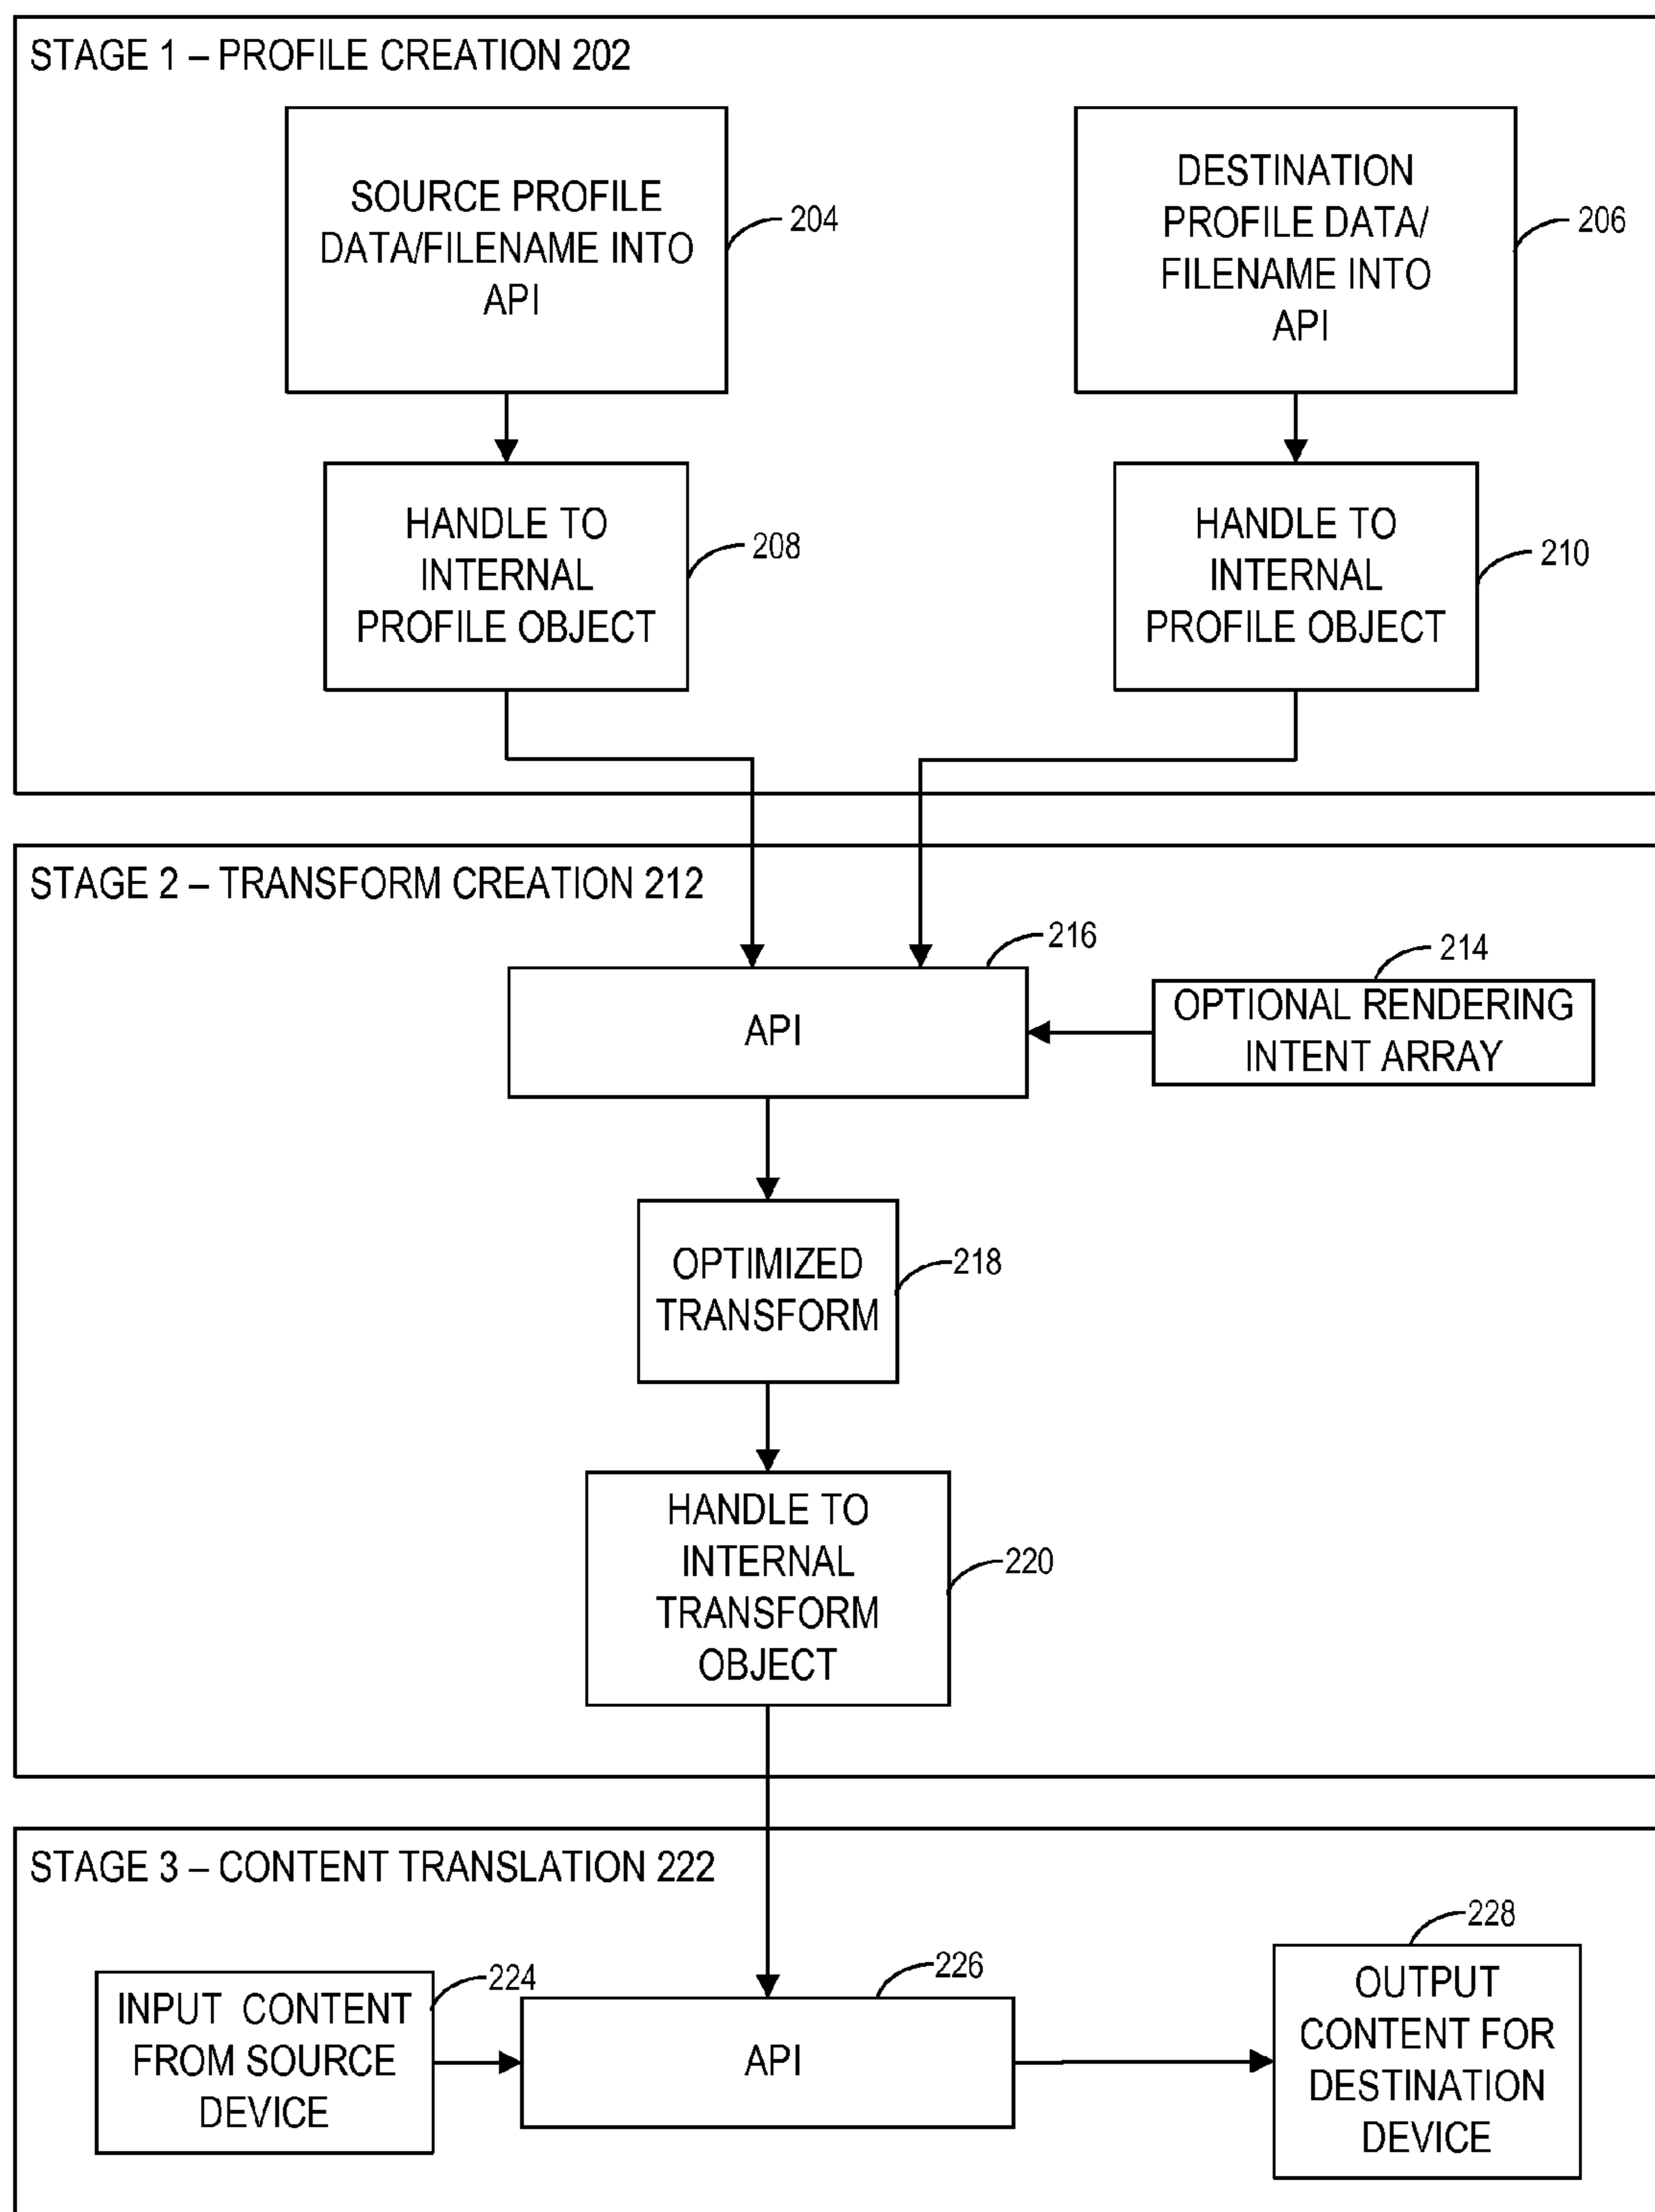 STAGE 1 – PROFILE CREATION 202
SOURCE PROFILE
DATA/FILENAME INTO
API
204
DESTINATION
PROFILE DATA/
FILENAME INTO
API
206
HANDLE TO
INTERNAL
PROFILE OBJECT
208
HANDLE TO
INTERNAL
PROFILE OBJECT
210
STAGE 2 – TRANSFORM CREATION 212
216
API
214
OPTIONAL RENDERING
INTENT ARRAY
OPTIMIZED
TRANSFORM
218
HANDLE TO
INTERNAL
TRANSFORM
OBJECT
220
STAGE 3 – CONTENT TRANSLATION 222
224
INPUT CONTENT
FROM SOURCE
DEVICE
226
API
228
OUTPUT
CONTENT FOR
DESTINATION
DEVICE